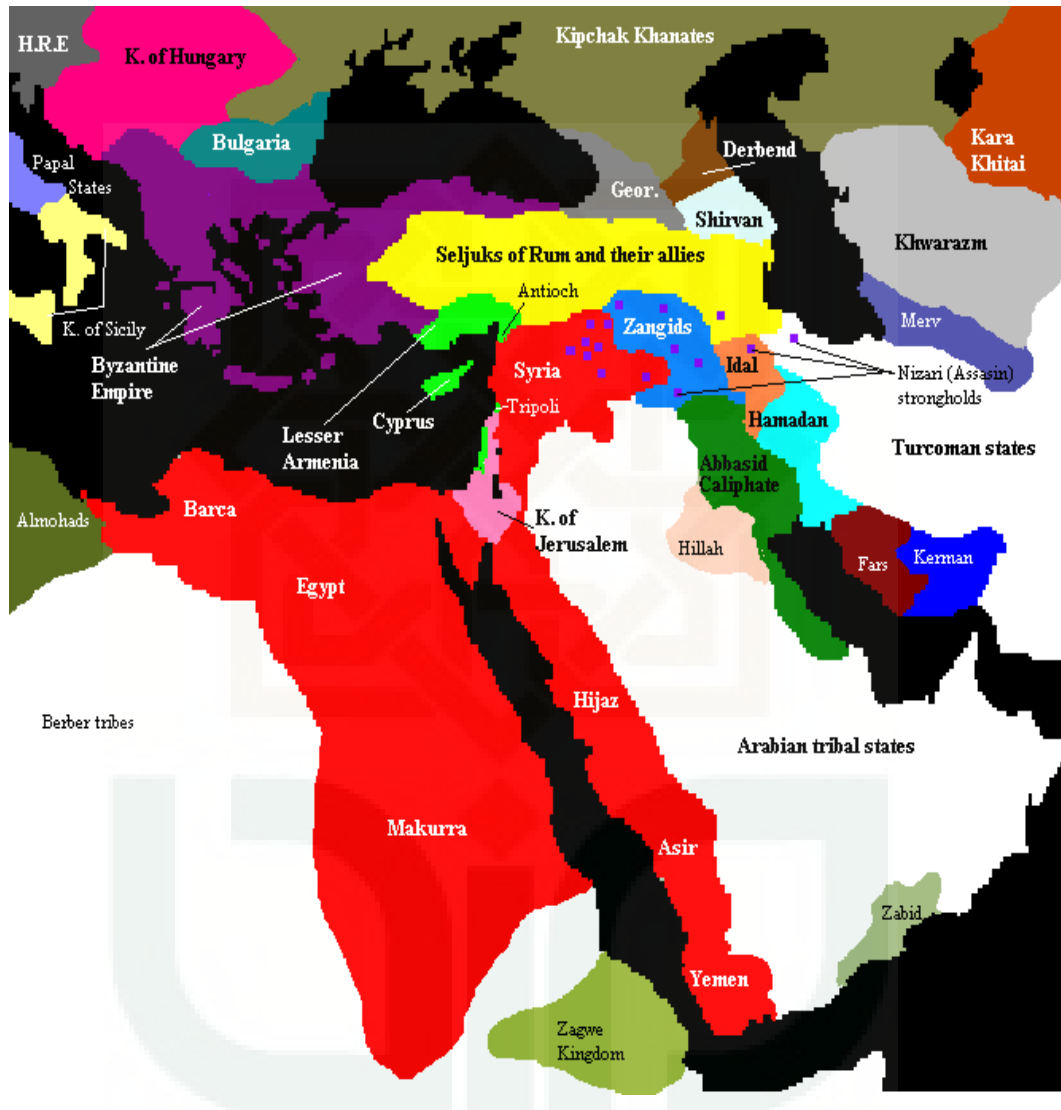 H.R.E
K. of Hungary
Kipchak Khanates
Bulgaria
Derbend
Kara
Khitai
Papal
States
Geor.
Shirvan
Khwarazm
Seljuks of Rum and their allies
Antioch
K. of Sicily
Zangids
Merv
Byzantine
Empire
Syria
Idal
Nizari (Assasin)
strongholds
Cyprus
Tripoli
Hamadan
Lesser
Armenia
Turcoman states
Abbasid
Caliphate
Barca
Almohads
K. of
Jerusalem
Hillah
Fars
Kerman
Egypt
Hijaz
Berber tribes
Arabian tribal states
Makurra
Asir
Zabid
Yemen
Zagwe
Kingdom